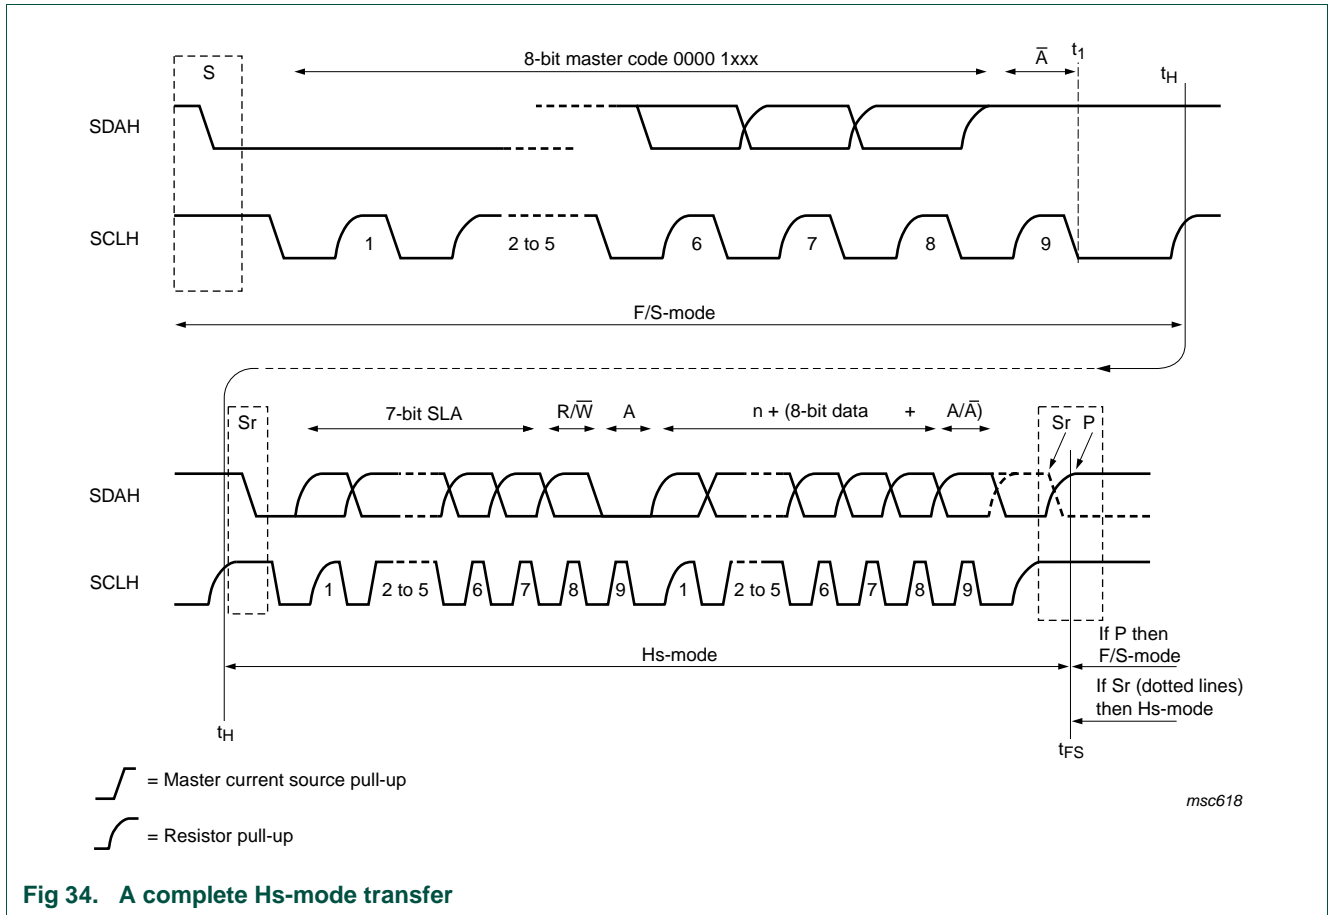 S
8-bit master code 0000 1xxx
A̅
t1
tH
SDAH
SCLH
1
2 to 5
6
7
8
9
F/S-mode
Sr
7-bit SLA
R/W̅
A
n + (8-bit data
+
A/A̅)
Sr
P
SDAH
SCLH
1
2 to 5
6
7
8
9
1
2 to 5
6
7
8
9
If P then
F/S-mode
Hs-mode
If Sr (dotted lines)
then Hs-mode
tH
tFS
= Master current source pull-up
= Resistor pull-up
msc618
Fig 34. A complete Hs-mode transfer